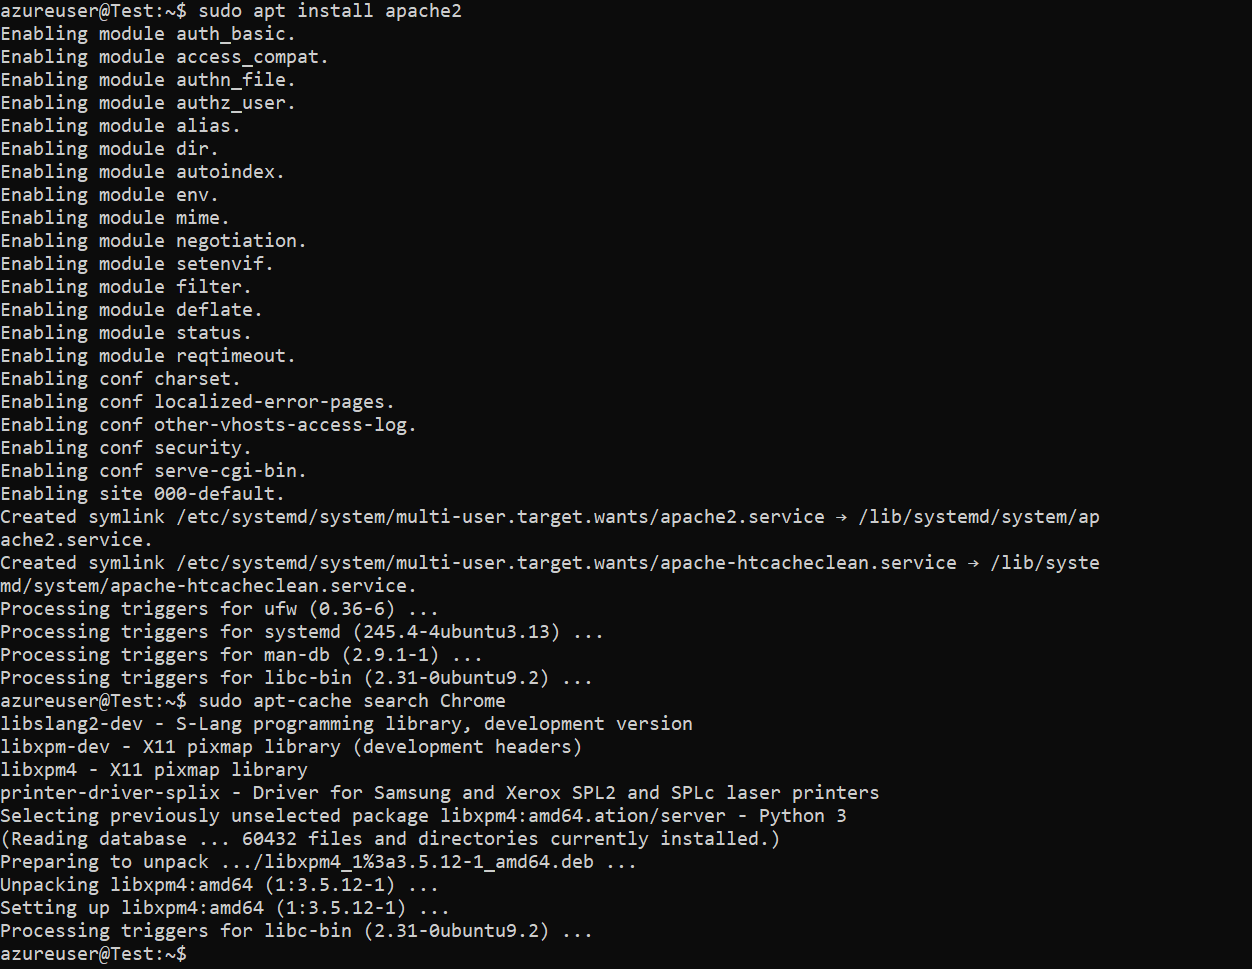 azureuser@Test:~$ sudo apt install apache2
Enabling module auth_basic.
Enabling module access_compat.
Enabling module authn_file.
Enabling module authz_user.
Enabling module alias.
Enabling module dir.
Enabling module autoindex.
Enabling module env.
Enabling module mime.
Enabling module negotiation.
Enabling module setenvif.
Enabling module filter.
Enabling module deflate.
Enabling module status.
Enabling module reqtimeout.
Enabling conf charset.
Enabling conf localized-error-pages.
Enabling conf other-vhosts-access-log.
Enabling conf security.
Enabling conf serve-cgi-bin.
Enabling site 000-default.
Created symlink /etc/systemd/system/multi-user.target.wants/apache2.service → /lib/systemd/system/ap
ache2.service.
Created symlink /etc/systemd/system/multi-user.target.wants/apache-htcacheclean.service → /lib/syste
md/system/apache-htcacheclean.service.
Processing triggers for ufw (0.36-6) ...
Processing triggers for systemd (245.4-4ubuntu3.13) ...
Processing triggers for man-db (2.9.1-1) ...
Processing triggers for libc-bin (2.31-0ubuntu9.2) ...
azureuser@Test:~$ sudo apt-cache search Chrome
libslang2-dev - S-Lang programming library, development version
libxpm-dev - X11 pixmap library (development headers)
libxpm4 - X11 pixmap library
printer-driver-splix - Driver for Samsung and Xerox SPL2 and SPLc laser printers
Selecting previously unselected package libxpm4:amd64.ation/server - Python 3
(Reading database ... 60432 files and directories currently installed.)
Preparing to unpack .../libxpm4_1%3a3.5.12-1_amd64.deb ...
Unpacking libxpm4:amd64 (1:3.5.12-1) ...
Setting up libxpm4:amd64 (1:3.5.12-1) ...
Processing triggers for libc-bin (2.31-0ubuntu9.2) ...
azureuser@Test:~$